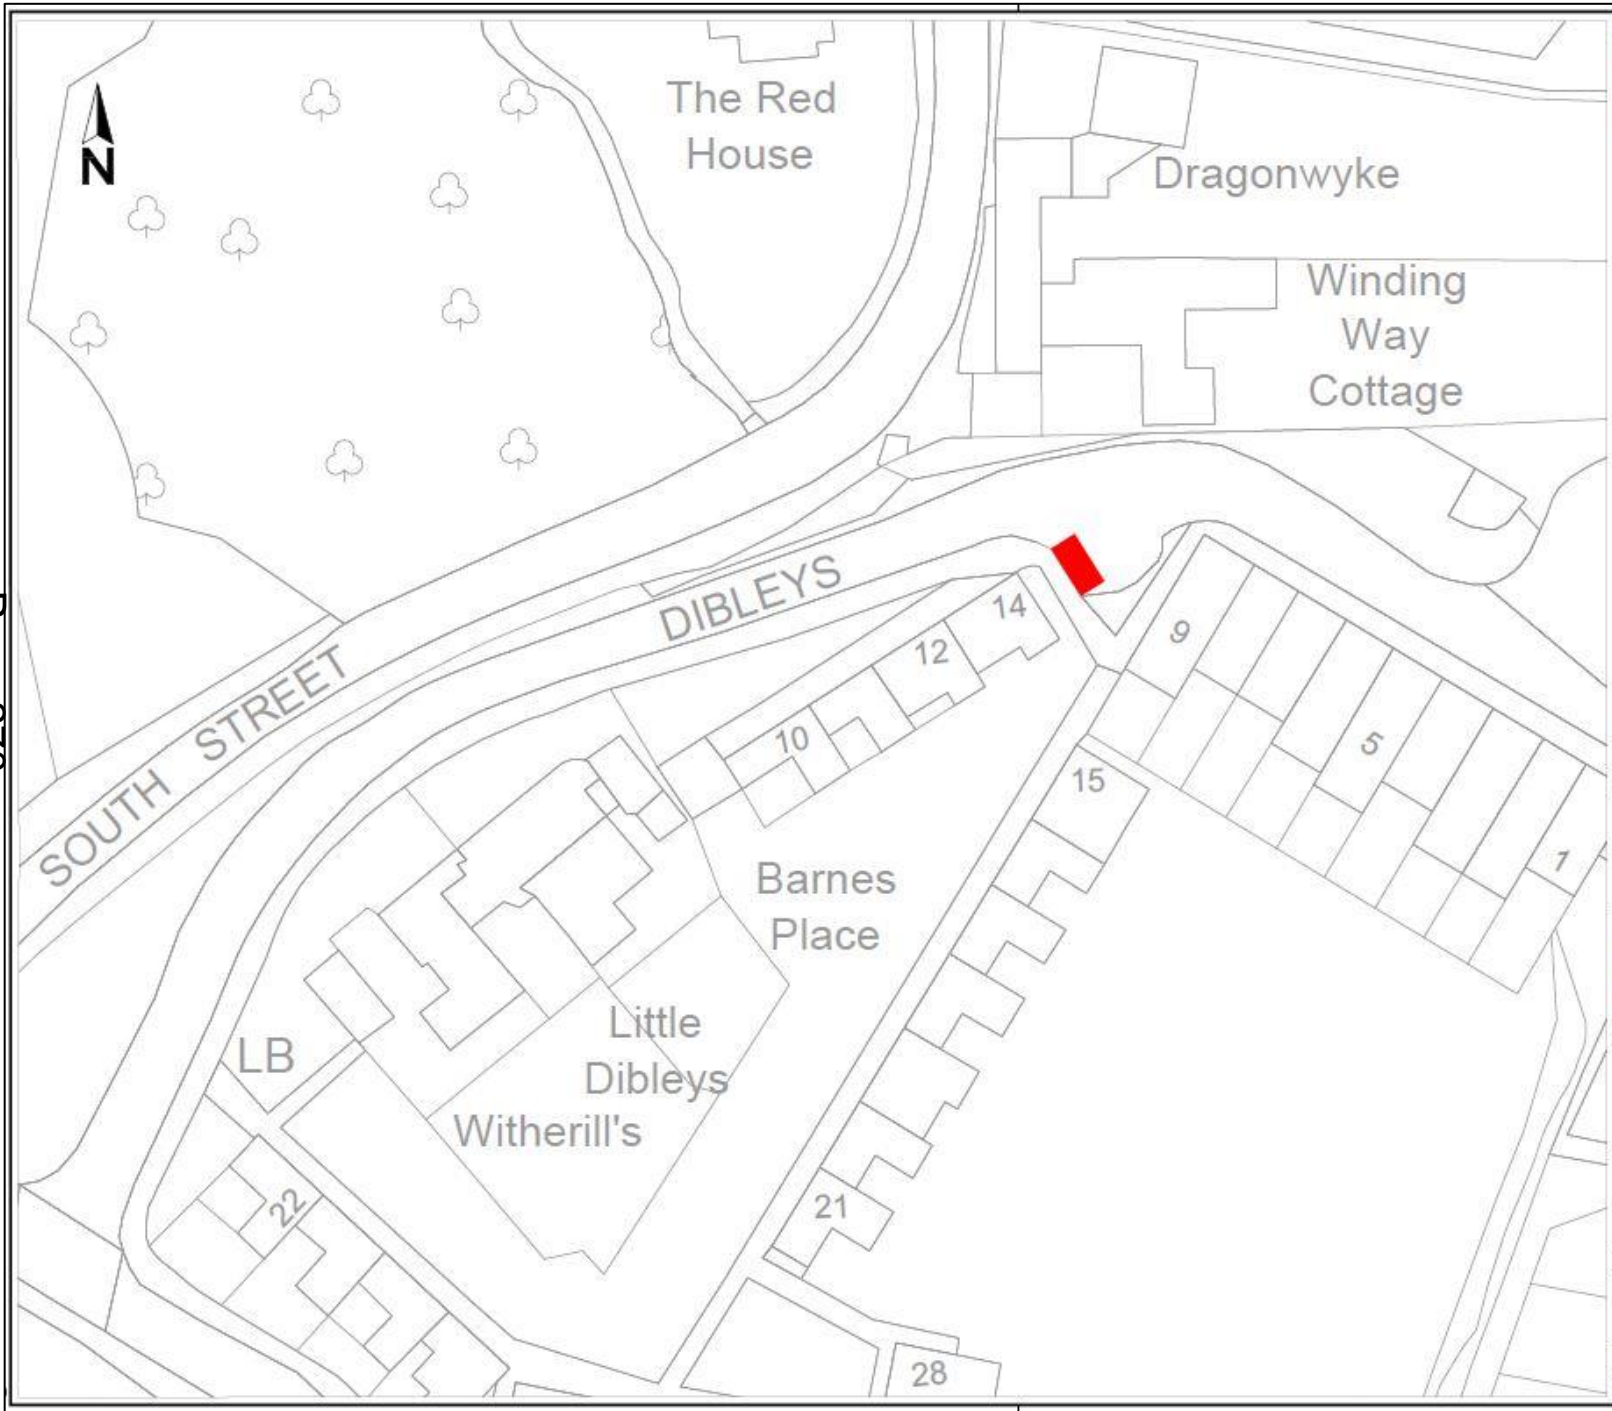 The Red
House
N
Dragonwyke
Winding
Way
Cottage
DIBLEYS
14
12
10
9
5
1
SOUTH STREET
15
Barnes
Place
Little
Dibleys
LB
Witherill's
22
21
28